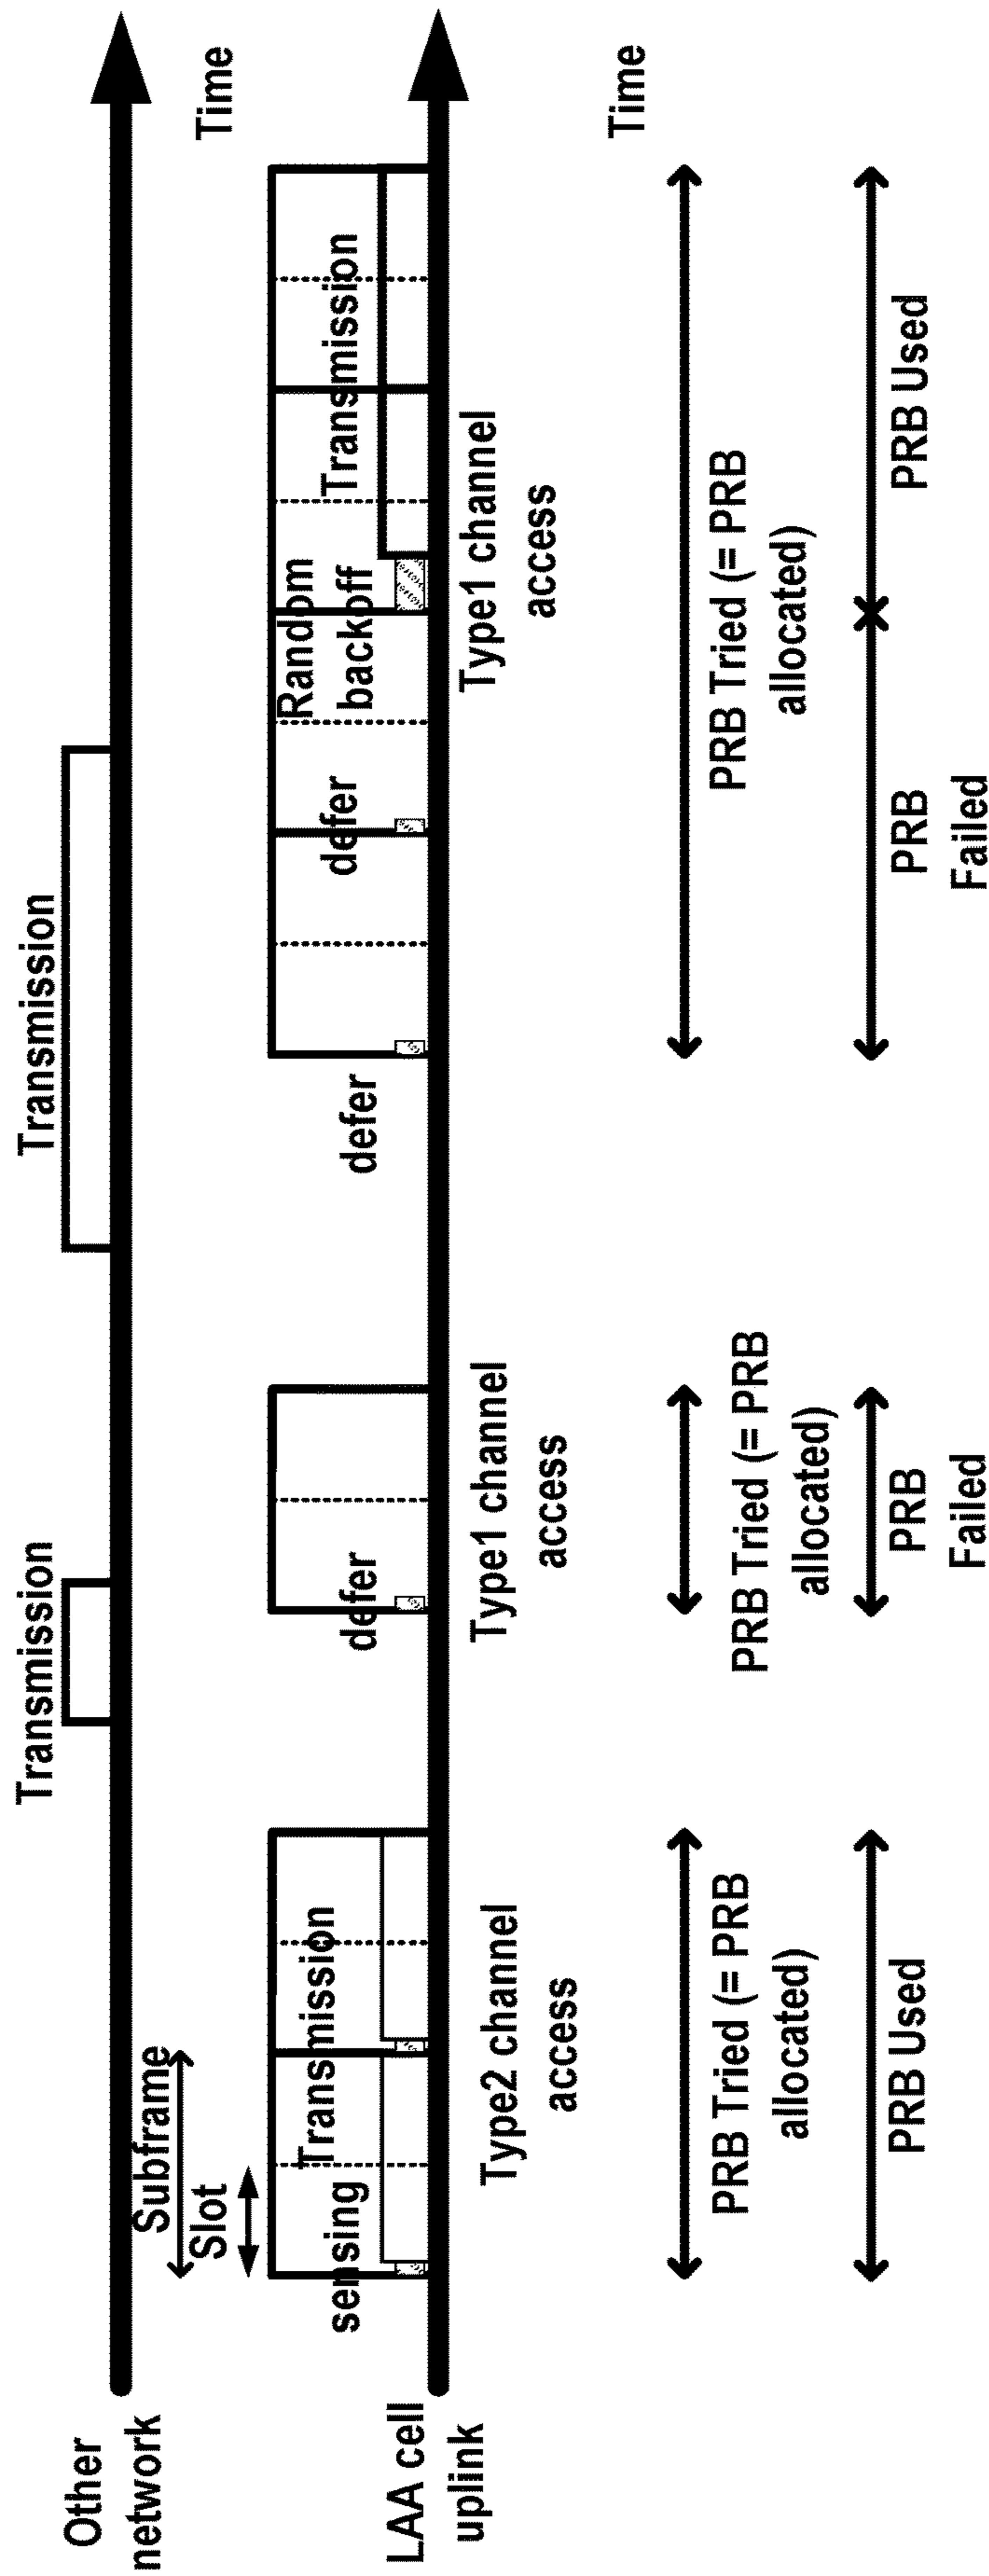 Other
network
Transmission
Transmission
Time
Subframe
Slot
LAA cell
uplink
sensing
Transmission
defer
defer
defer
Random
backoff
Transmission
Time
Type2 channel
access
Type1 channel
access
Type1 channel
access
PRB Tried (= PRB
allocated)
PRB Tried (= PRB
allocated)
PRB Tried (= PRB
allocated)
PRB Used
PRB
Failed
PRB
Failed
PRB Used